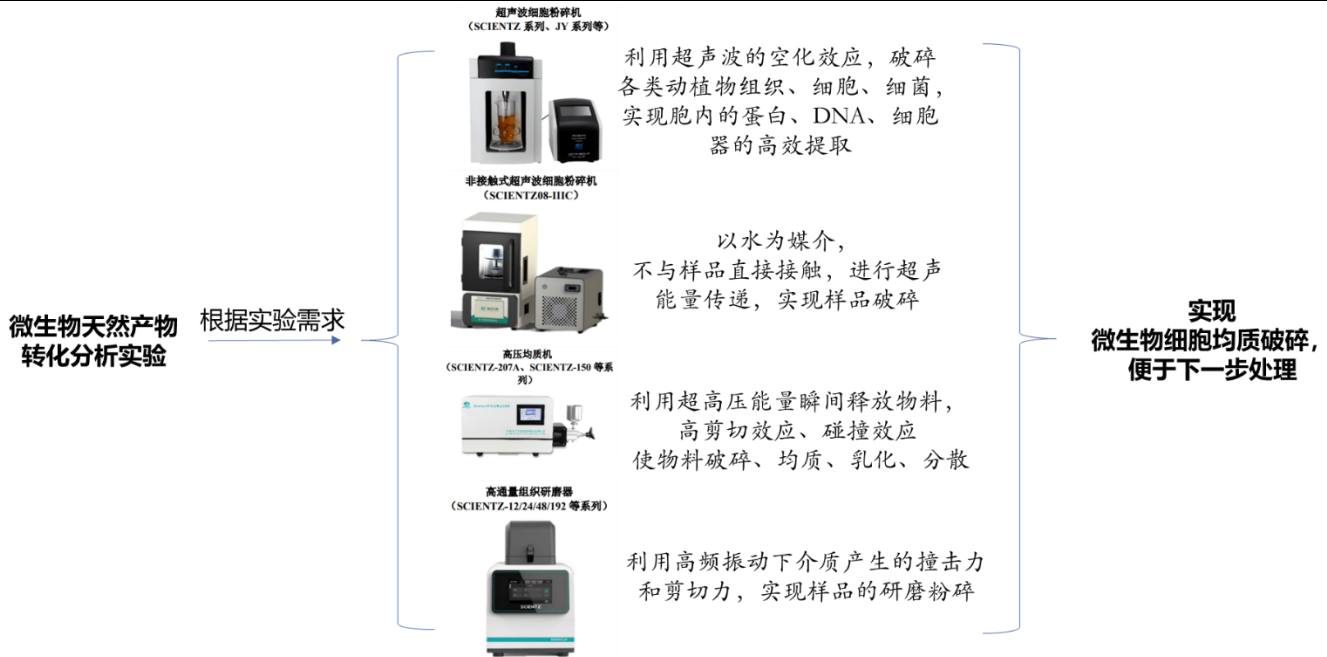 超声波细胞粉碎机
（SCIENTZ 系列、JY 系列等）
利用超声波的空化效应，破碎
各类动植物组织、细胞、细菌，
实现胞内的蛋白、DNA、细胞
器的高效提取
非接触式超声波细胞粉碎机
（SCIENTZ08-IIIC）
以水为媒介，
不与样品直接接触，进行超声
能量传递，实现样品破碎
微生物天然产物
转化分析实验
根据实验需求
实现
微生物细胞均质破碎，
便于下一步处理
高压均质机
（SCIENTZ-207A、SCIENTZ-150 等系
列）
利用超高压能量瞬间释放物料，
高剪切效应、碰撞效应
使物料破碎、均质、乳化、分散
高通量组织研磨器
（SCIENTZ-12/24/48/192 等系列）
利用高频振动下介质产生的撞击力
和剪切力，实现样品的研磨粉碎
SCIENTZ